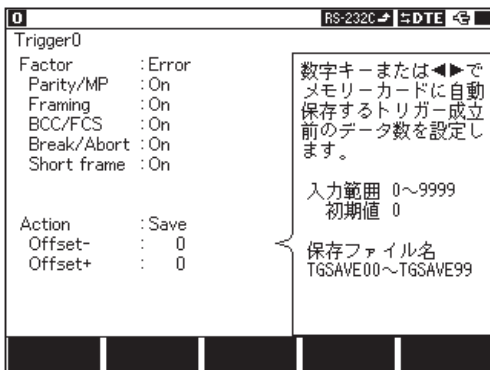 0 RS-232C DTE
Trigger0
Factor :Error
Parity/MP :On
Framing :On
BCC/FCS :On
Break/Abort :On
Short frame :On
Action :Save
Offset- : 0
Offset+ : 0
数字キーまたは◀▶で
メモリーカードに自動
保存するトリガー成立
前のデータ数を設定し
ます。
入力範囲 0～9999
初期値 0
保存ファイル名
TGSAVE00～TGSAVE99